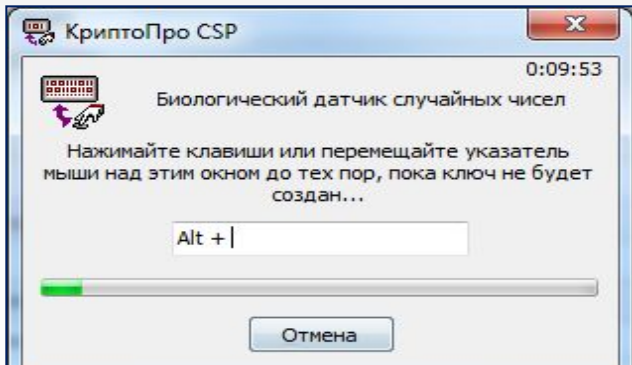 КриптоПро CSP
0:09:53
Биологический датчик случайных чисел
Нажимайте клавиши или перемещайте указатель
мыши над этим окном до тех пор, пока ключ не будет
создан...
Alt +
Отмена